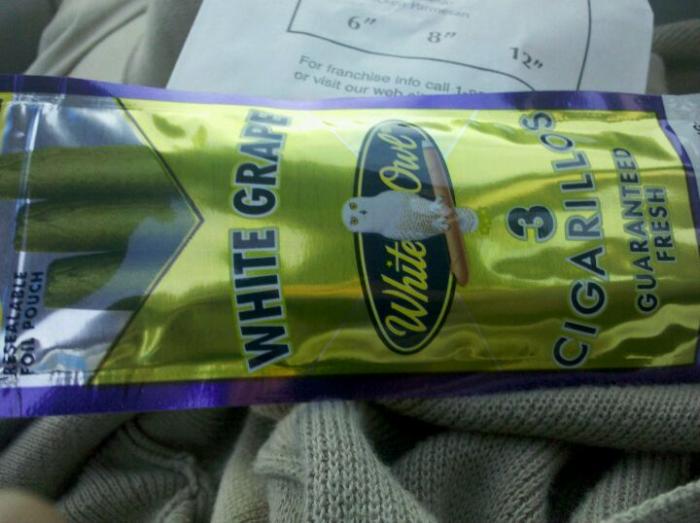 6" 8" 12"
For franchise info call
or visit our web
WHITE GRAPE
White Owl
3
CIGARILLOS
GUARANTEED
FRESH
RESEALABLE
FOIL POUCH